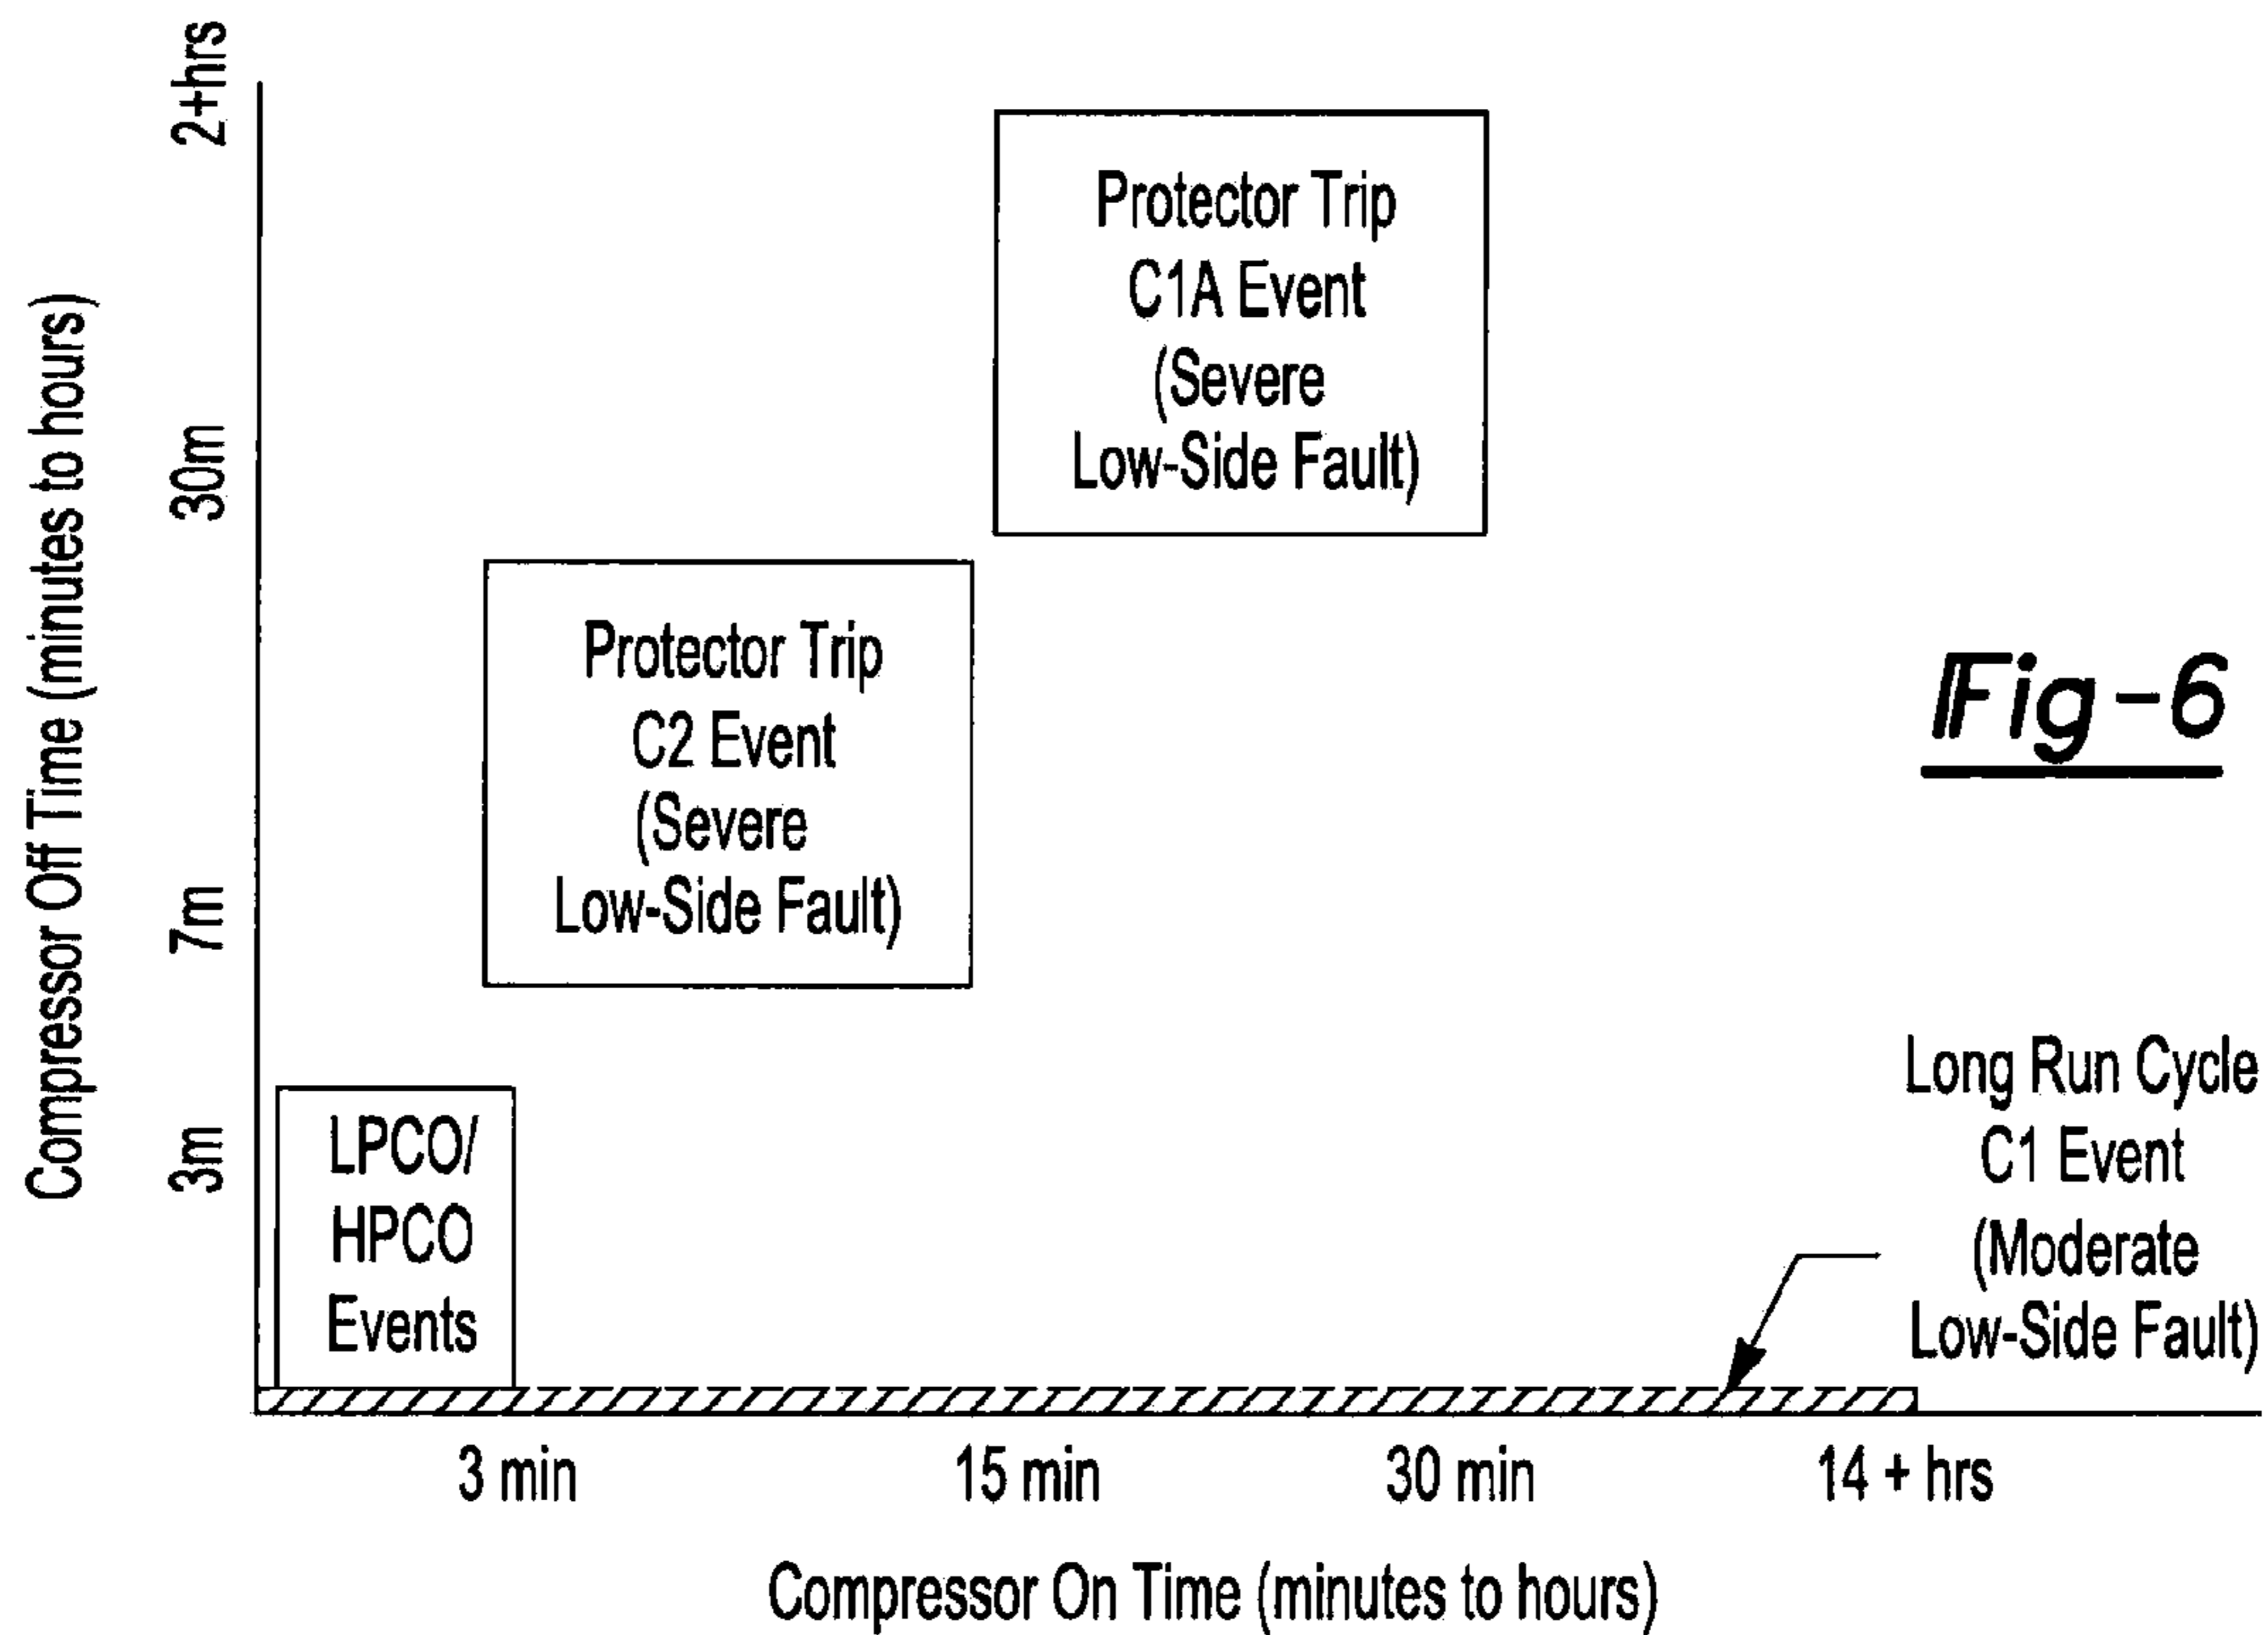 Compressor Off Time (minutes to hours)
2+hrs
30m
7m
3m
Protector Trip
C1A Event
(Severe
Low-Side Fault)
Protector Trip
C2 Event
(Severe
Low-Side Fault)
Fig-6
LPCO/
HPCO
Events
Long Run Cycle
C1 Event
(Moderate
Low-Side Fault)
3 min
15 min
30 min
14 + hrs
Compressor On Time (minutes to hours)